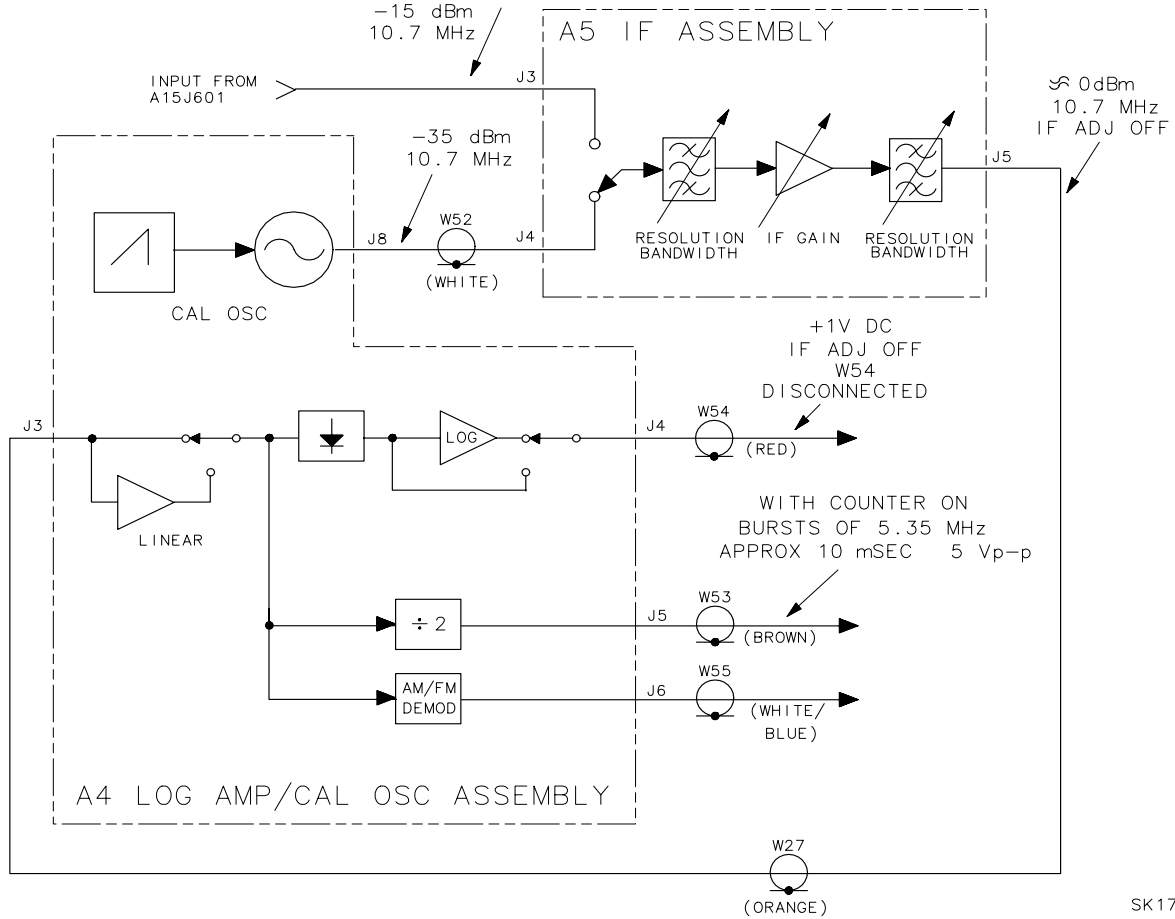 -15 dBm
10.7 MHz
A5 IF ASSEMBLY
J3
INPUT FROM
A15J601
≈ 0dBm
10.7 MHz
IF ADJ OFF
-35 dBm
10.7 MHz
J5
W52
J8
J4
(WHITE)
RESOLUTION
BANDWIDTH
IF GAIN
RESOLUTION
BANDWIDTH
CAL OSC
+1V DC
IF ADJ OFF
W54
DISCONNECTED
J3
LOG
J4
W54
(RED)
LINEAR
WITH COUNTER ON
BURSTS OF 5.35 MHz
APPROX 10 mSEC 5 Vp-p
÷ 2
J5
W53
(BROWN)
AM/FM
DEMOD
J6
W55
(WHITE/
BLUE)
A4 LOG AMP/CAL OSC ASSEMBLY
W27
(ORANGE)
SK17